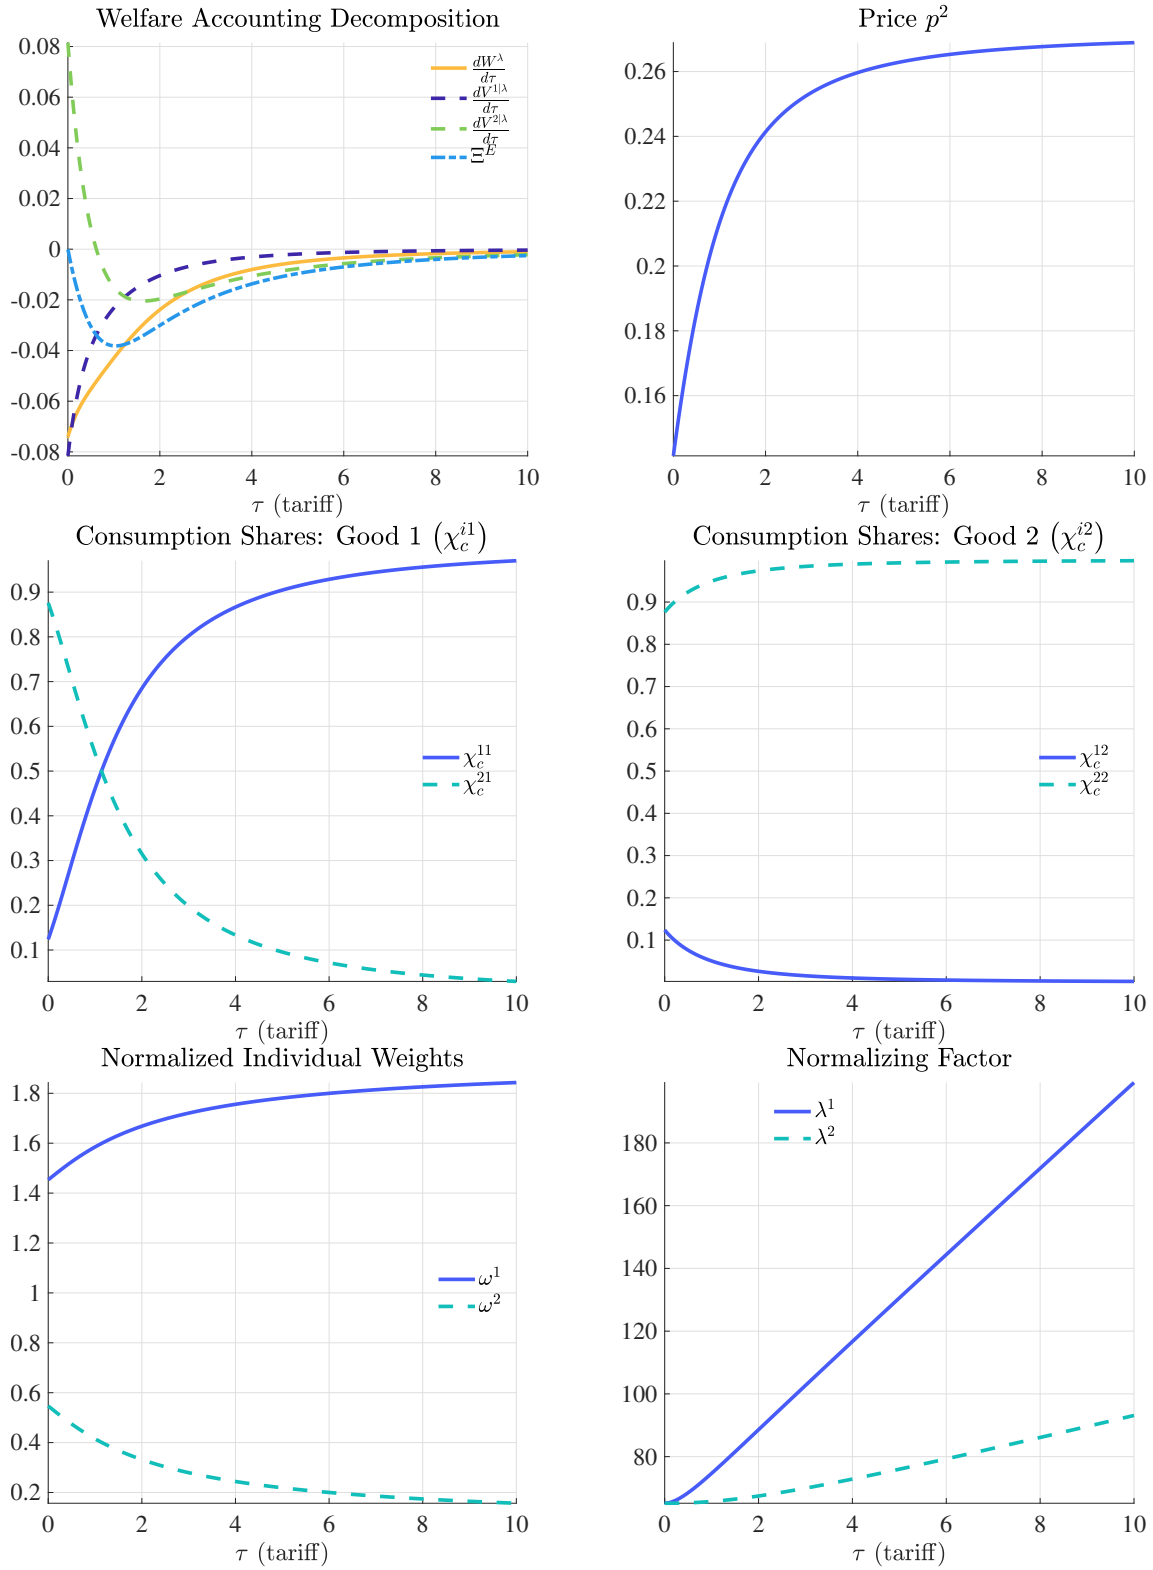 Welfare Accounting Decomposition
0.08
0.06
0.04
0.02
0
-0.02
-0.04
-0.06
-0.08
0 2 4 6 8 10
τ (tariff)
dW^λ/dτ
dV^{1|λ}/dτ
dV^{2|λ}/dτ
Ξ^E
Price p²
0.26
0.24
0.22
0.2
0.18
0.16
0 2 4 6 8 10
τ (tariff)
Consumption Shares: Good 1 (χ_c^{i1})
0.9
0.8
0.7
0.6
0.5
0.4
0.3
0.2
0.1
0 2 4 6 8 10
τ (tariff)
χ_c^{11}
χ_c^{21}
Consumption Shares: Good 2 (χ_c^{i2})
0.9
0.8
0.7
0.6
0.5
0.4
0.3
0.2
0.1
0 2 4 6 8 10
τ (tariff)
χ_c^{12}
χ_c^{22}
Normalized Individual Weights
1.8
1.6
1.4
1.2
1
0.8
0.6
0.4
0.2
0 2 4 6 8 10
τ (tariff)
ω¹
ω²
Normalizing Factor
180
160
140
120
100
80
0 2 4 6 8 10
τ (tariff)
λ¹
λ²